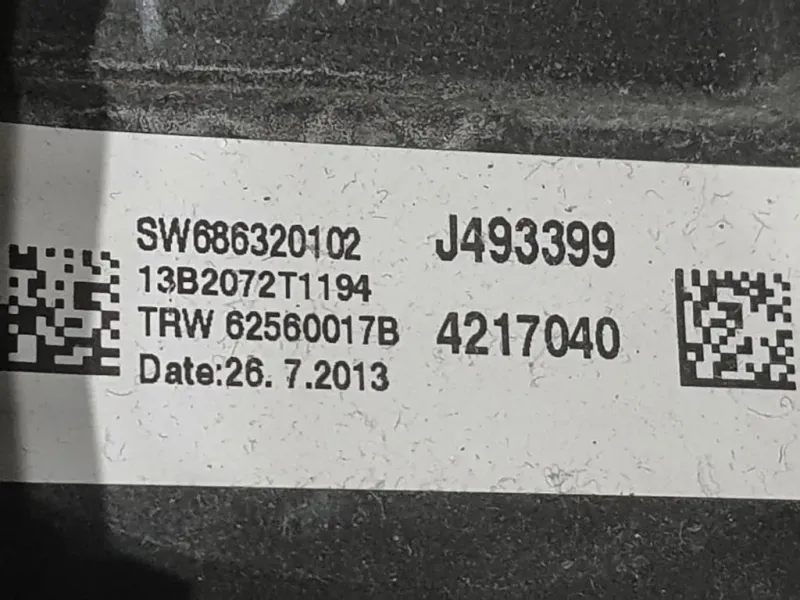 SW686320102
13B2072T1194
TRW 62560017B
Date:26. 7.2013
J493399
4217040